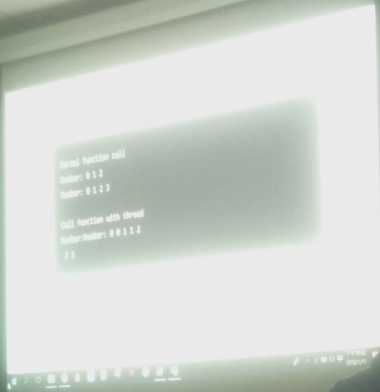 Normal function call
Number: 0 1 2
Number: 0 1 2 3
Call function with thread
Number:Number: 0 0 1 1 2
2 3